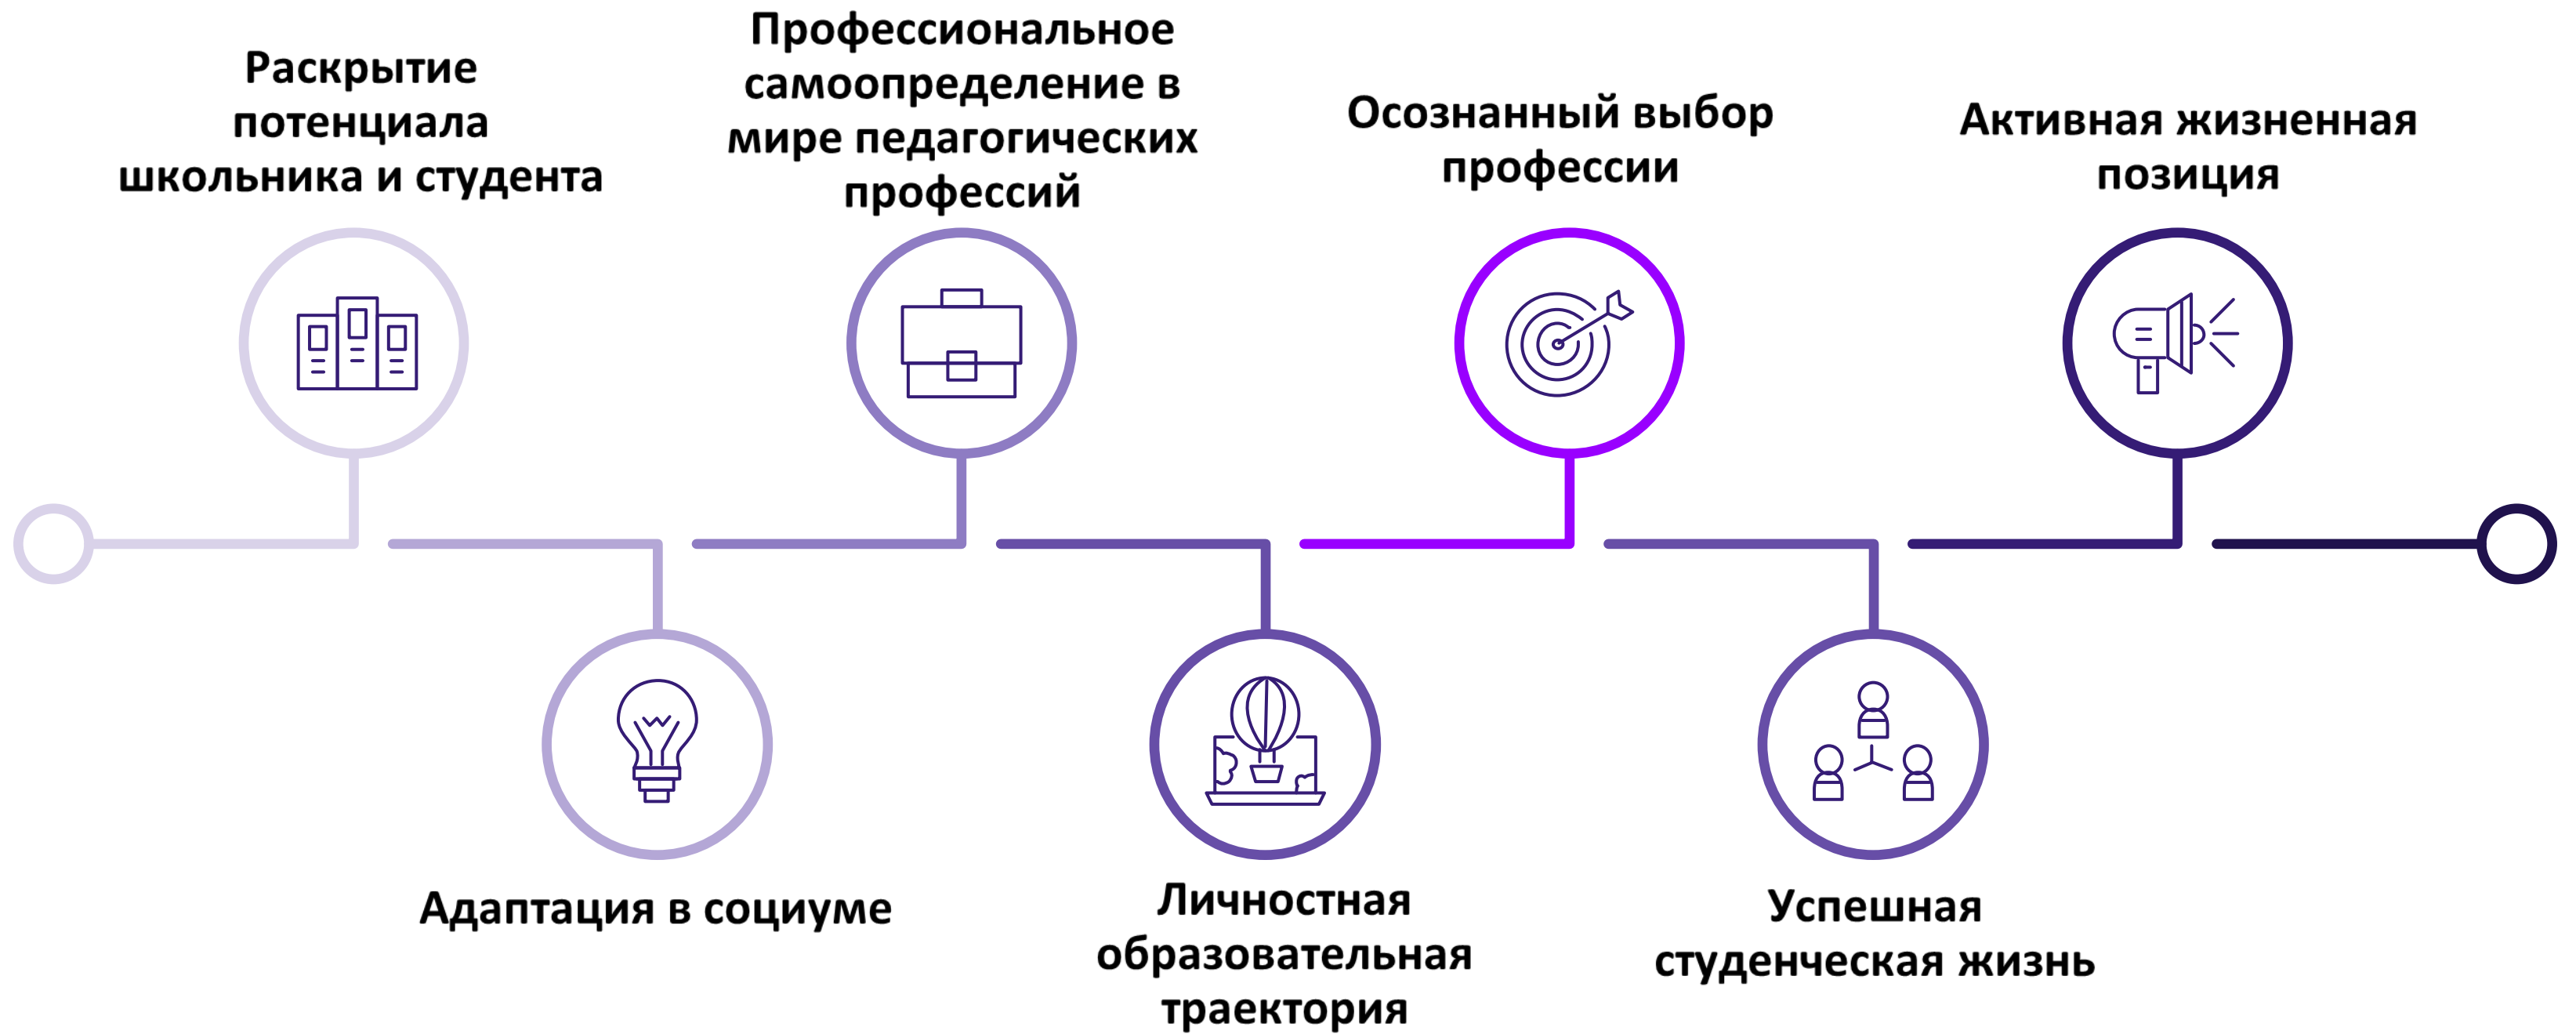 Раскрытие
потенциала
школьника и студента
Адаптация в социуме
Профессиональное
самоопределение в
мире педагогических
профессий
Личностная
образовательная
траектория
Осознанный выбор
профессии
Успешная
студенческая жизнь
Активная жизненная
позиция